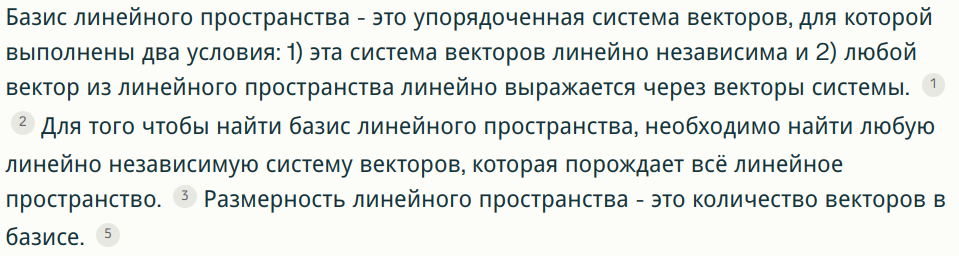 Базис линейного пространства - это упорядоченная система векторов, для которой
выполнены два условия: 1) эта система векторов линейно независима и 2) любой
вектор из линейного пространства линейно выражается через векторы системы. 1
2 Для того чтобы найти базис линейного пространства, необходимо найти любую
линейно независимую систему векторов, которая порождает всё линейное
пространство. 3 Размерность линейного пространства - это количество векторов в
базисе. 5